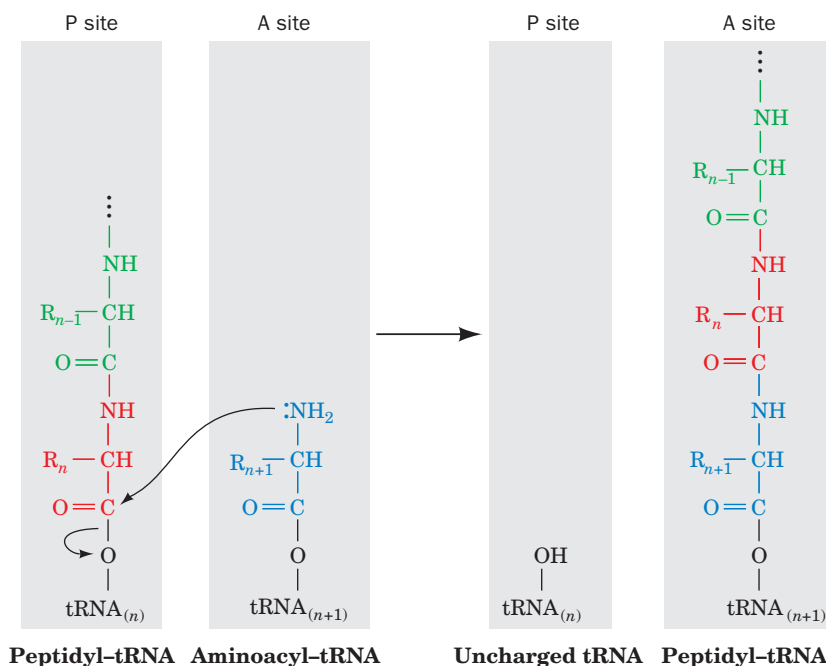 P site A site P site A site
⋮
NH
R_{n-1}—CH
O=C
NH
R_n—CH
O=C
O
tRNA_{(n)}
:NH₂
R_{n+1}—CH
O=C
O
tRNA_{(n+1)}
OH
tRNA_{(n)}
⋮
NH
R_{n-1}—CH
O=C
NH
R_n—CH
O=C
NH
R_{n+1}—CH
O=C
O
tRNA_{(n+1)}
Peptidyl–tRNA Aminoacyl–tRNA Uncharged tRNA Peptidyl–tRNA